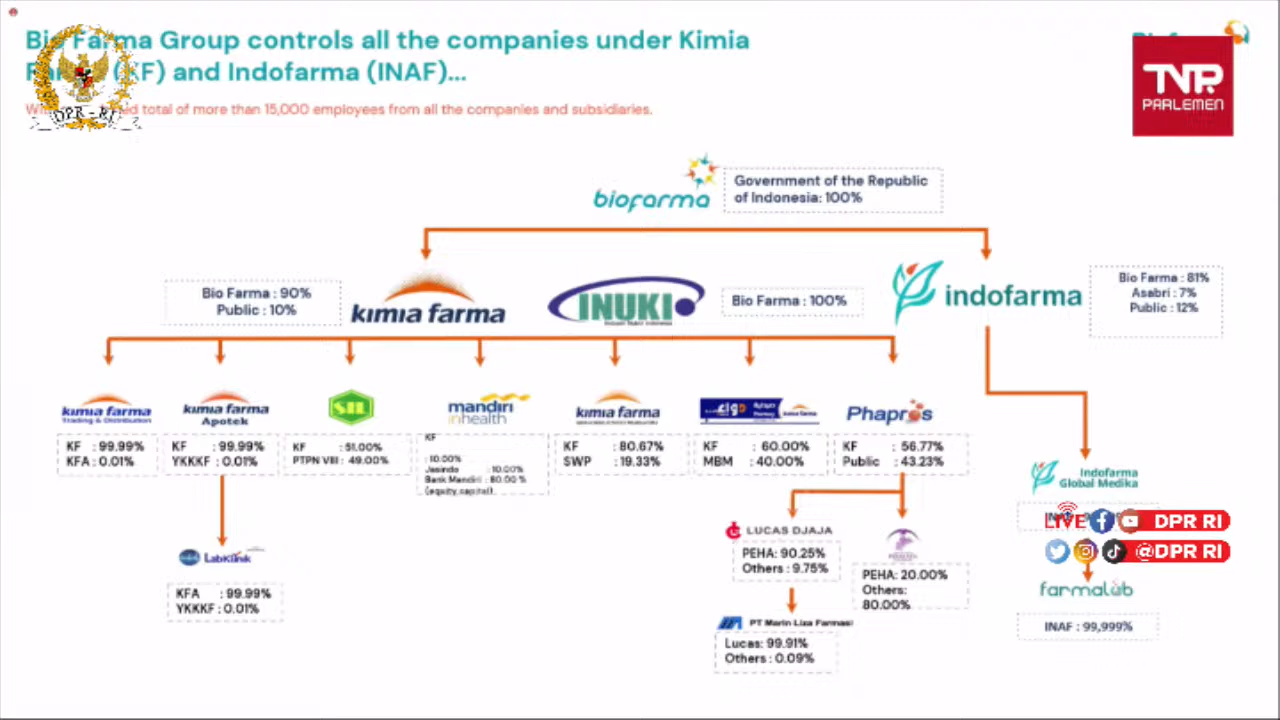 Bio Farma Group controls all the companies under Kimia
(KF) and Indofarma (INAF)...
total of more than 15,000 employees from all the companies and subsidiaries.
DPR - RI
TVR
PARLEMEN
biofarma
Government of the Republic
of Indonesia: 100%
Bio Farma : 90%
Public : 10%
kimia farma
INUKI
Bio Farma : 100%
indofarma
Bio Farma : 81%
Asabri : 7%
Public : 12%
kimia farma
Trading & Distribution
KF : 99.99%
KFA : 0.01%
kimia farma
Apotek
KF : 99.99%
YKKKF : 0.01%
SIL
KF : 51.00%
PTPN VIII : 49.00%
mandiri
inhealth
KF
: 10.00%
Jasindo : 10.00%
Bank Mandiri : 80.00 %
(equity capital)
kimia farma
KF : 80.67%
SWP : 19.33%
kimia farma
KF : 60.00%
MBM : 40.00%
Phapros
KF : 56.77%
Public : 43.23%
LabKlinik
KFA : 99.99%
YKKKF : 0.01%
LUCAS DJAJA
PEHA: 90.25%
Others : 9.75%
PEHA: 20.00%
Others:
80.00%
PT Marin Liza Farmasi
Lucas: 99.91%
Others : 0.09%
Indofarma
Global Medika
LIVE DPR RI
@DPR RI
farmalab
INAF : 99,999%